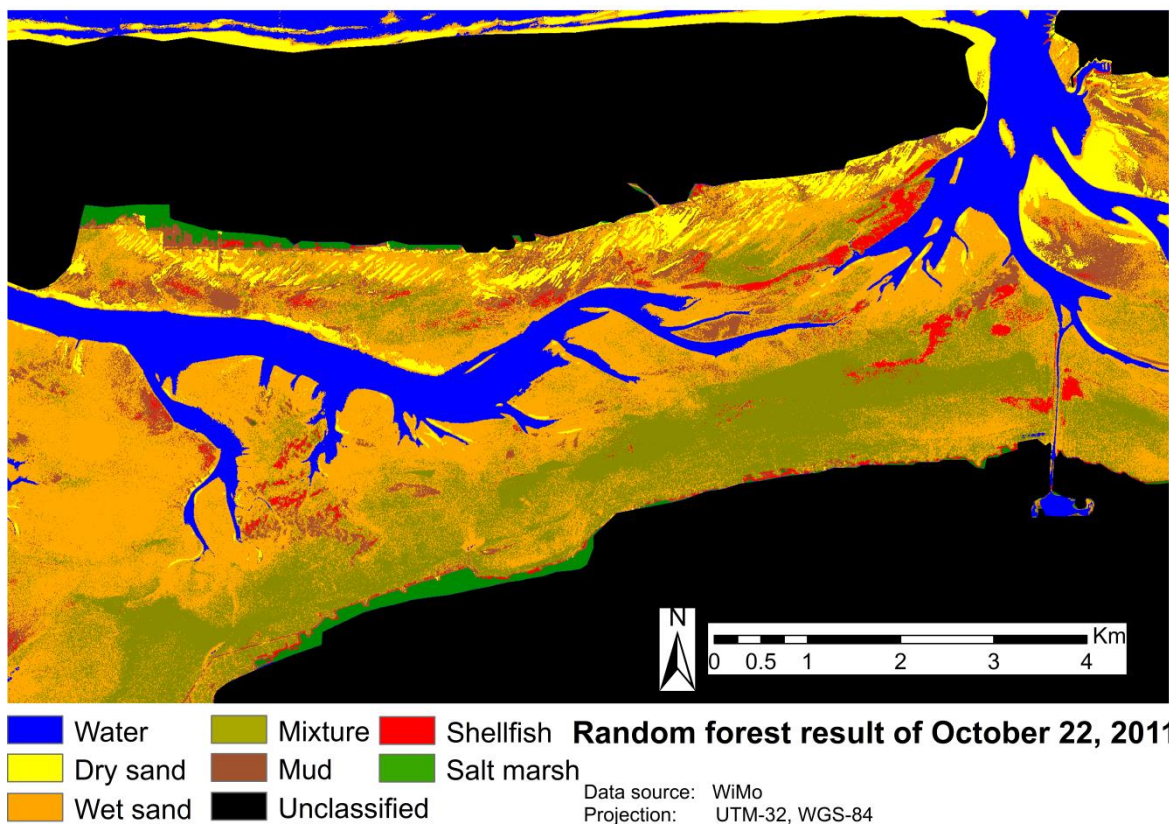 N
Km
0 0.5 1 2 3 4
Water
Dry sand
Wet sand
Mixture
Mud
Unclassified
Shellfish
Salt marsh
Random forest result of October 22, 2011
Data source: WiMo
Projection: UTM-32, WGS-84